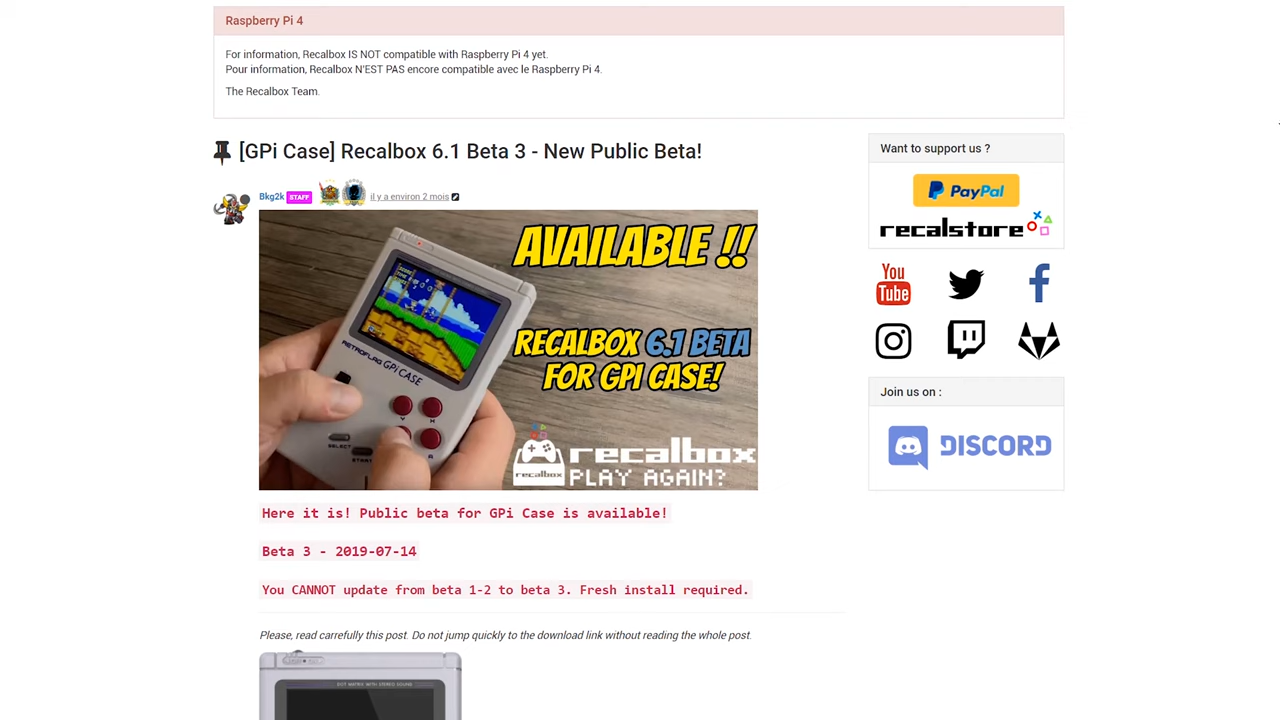 Raspberry Pi 4
For information, Recalbox IS NOT compatible with Raspberry Pi 4 yet.
Pour information, Recalbox N'EST PAS encore compatible avec le Raspberry Pi 4.
The Recalbox Team.
[GPi Case] Recalbox 6.1 Beta 3 - New Public Beta!
Bkg2k STAFF il y a environ 2 mois
AVAILABLE !!
RECALBOX 6.1 BETA
FOR GPI CASE!
RETROFLAG GPi CASE
SELECT
START
Y
X
A
recalbox
recalbox
PLAY AGAIN?
Here it is! Public beta for GPi Case is available!
Beta 3 - 2019-07-14
You CANNOT update from beta 1-2 to beta 3. Fresh install required.
Please, read carrefully this post. Do not jump quickly to the download link without reading the whole post.
Want to support us ?
PayPal
recalstore
You
Tube
Join us on :
DISCORD